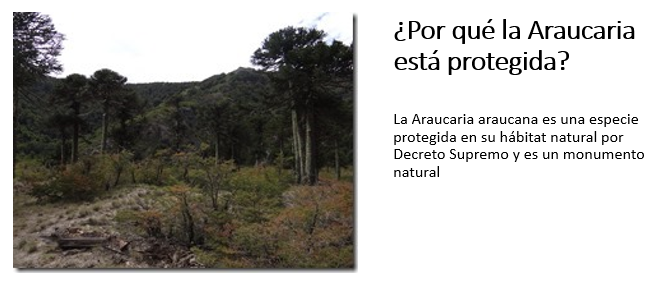 ¿Por qué la Araucaria
está protegida?
La Araucaria araucana es una especie
protegida en su hábitat natural por
Decreto Supremo y es un monumento
natural